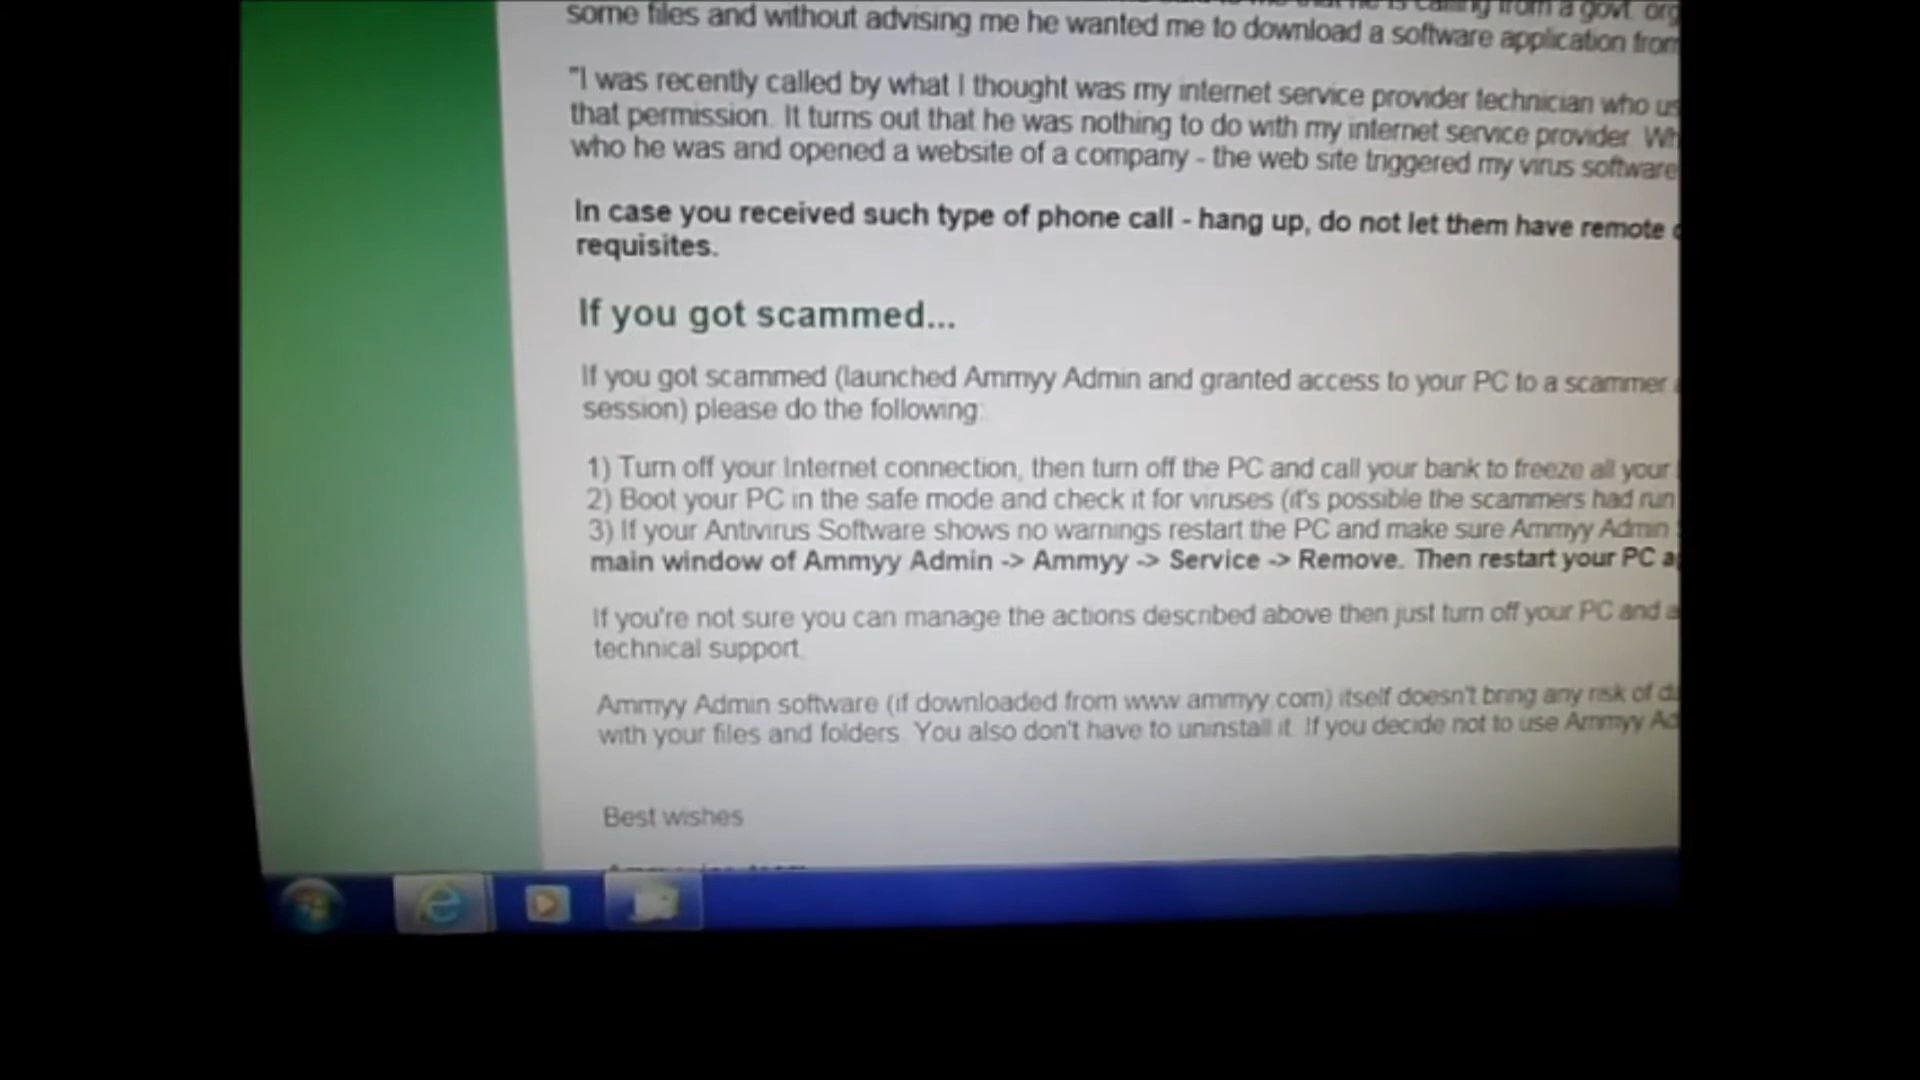 some files and without advising me he wanted me to download a software application from
"I was recently called by what I thought was my internet service provider technician who us
that permission. It turns out that he was nothing to do with my internet service provider. Wh
who he was and opened a website of a company - the web site triggered my virus software
In case you received such type of phone call - hang up, do not let them have remote
requisites.
If you got scammed...
If you got scammed (launched Ammyy Admin and granted access to your PC to a scammer
session) please do the following:
1) Turn off your Internet connection, then turn off the PC and call your bank to freeze all your
2) Boot your PC in the safe mode and check it for viruses (it's possible the scammers had run
3) If your Antivirus Software shows no warnings restart the PC and make sure Ammyy Admin
main window of Ammyy Admin -> Ammyy -> Service -> Remove. Then restart your PC a
If you're not sure you can manage the actions described above then just turn off your PC and a
technical support.
Ammyy Admin software (if downloaded from www.ammyy.com) itself doesn't bring any risk of
with your files and folders. You also don't have to uninstall it. If you decide not to use Ammyy Ad
Best wishes